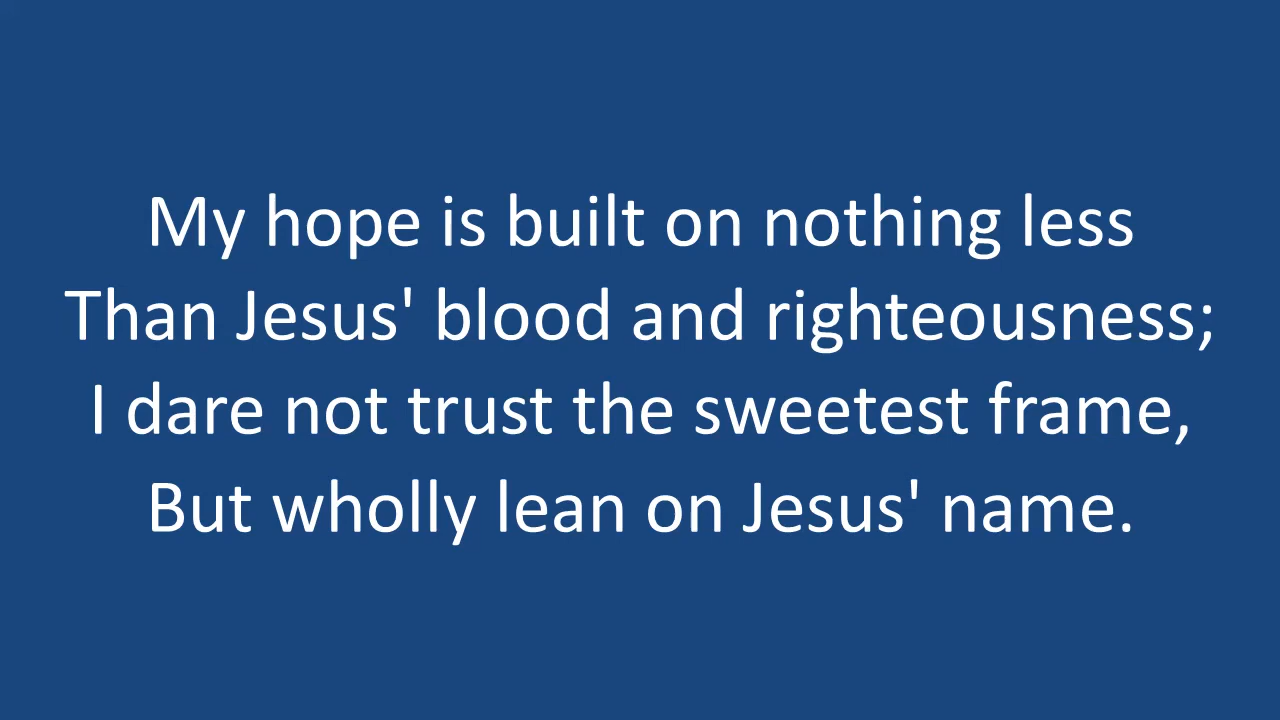 My hope is built on nothing less
Than Jesus' blood and righteousness;
I dare not trust the sweetest frame,
But wholly lean on Jesus' name.